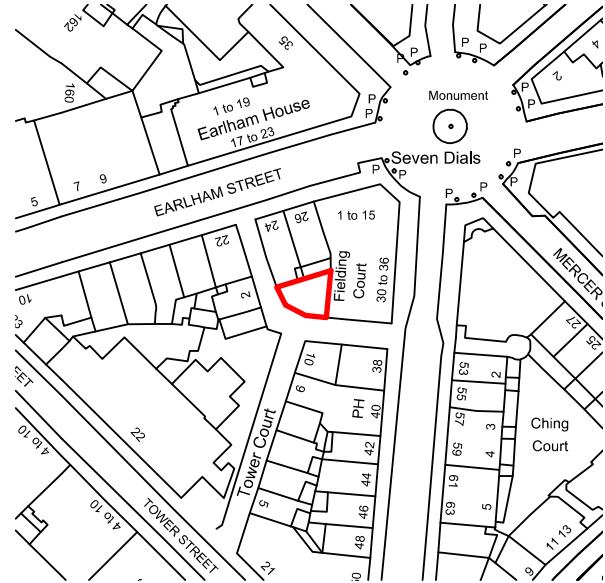 162
35
P
P
P
P
2
4
160
1 to 19
Earlham House
17 to 23
P
Monument
P
P
5
7
9
Seven Dials
P
P
P
P
P
EARLHAM STREET
24
26
1 to 15
22
MERCER
10
2
Fielding
Court
30 to 36
27
25
10
38
53
2
9
55
PH
40
57
3
Ching
Court
Tower Court
42
59
4
22
44
61
4 to 10
5
46
63
5
4 to 10
TOWER STREET
48
11 13
21
6